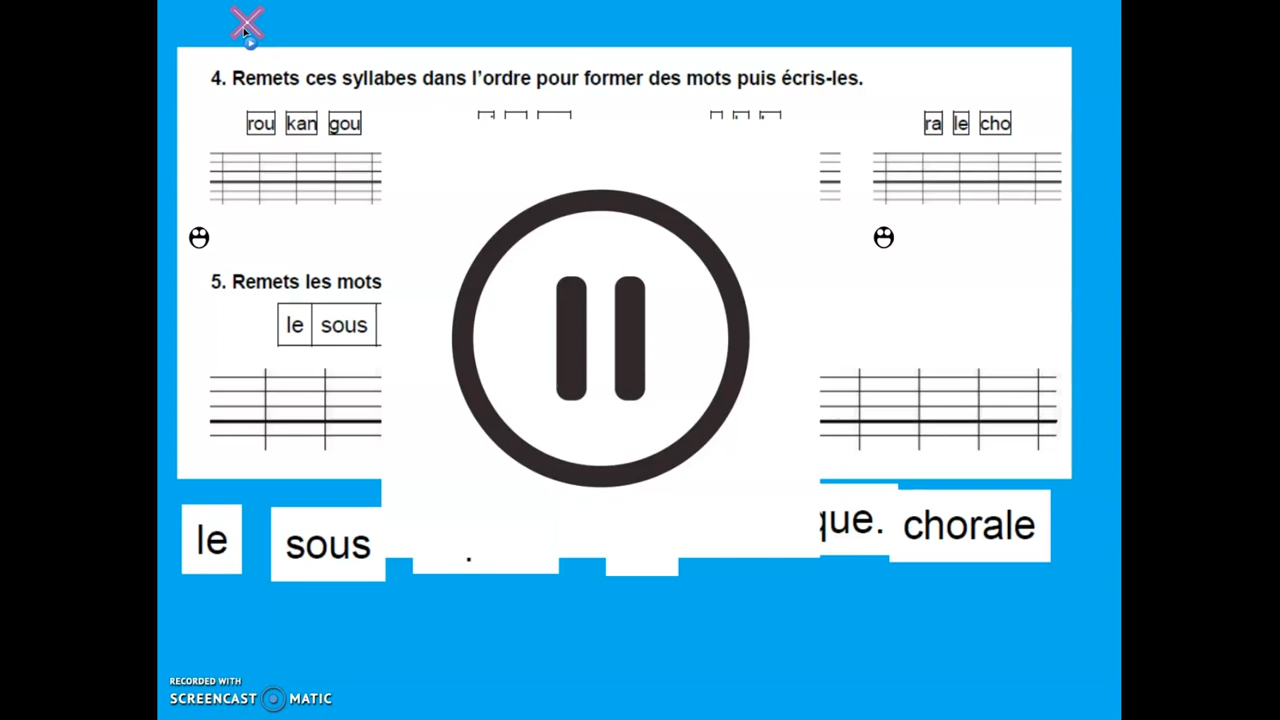 4. Remets ces syllabes dans l’ordre pour former des mots puis écris-les.
rou kan gou
ra le cho
5. Remets les mots
le sous
le sous que. chorale
RECORDED WITH
SCREENCAST MATIC